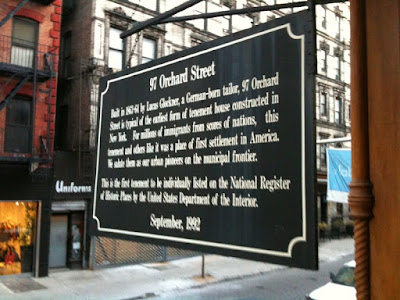 97 Orchard Street
Built in 1863-64 by Lucas Glockner, a German-born tailor, 97 Orchard
Street is typical of the earliest form of tenement house constructed in
New York. For millions of immigrants from scores of nations, this
tenement and others like it was a place of first settlement in America.
We salute them as our urban pioneers on the municipal frontier.
This is the first tenement to be individually listed on the National Register
of Historic Places by the United States Department of the Interior.
September, 1992
Uniforms